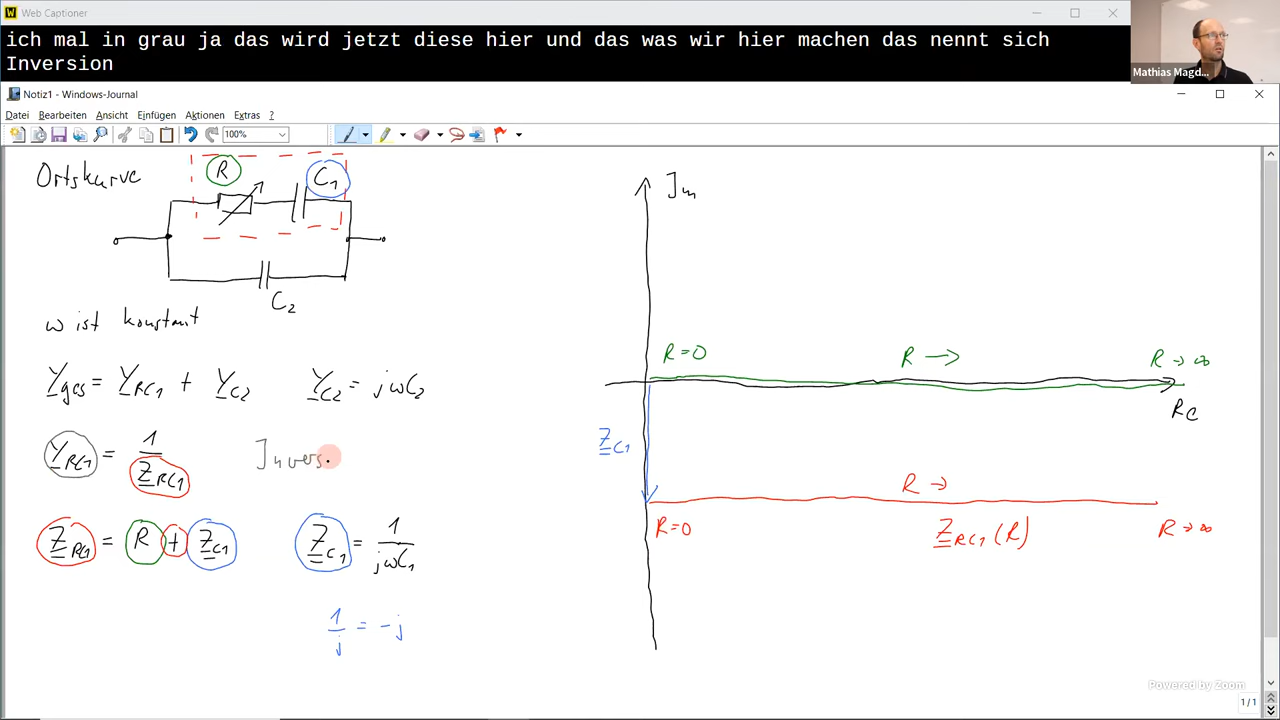 Web Captioner
ich mal in grau ja das wird jetzt diese hier und das was wir hier machen das nennt sich
Inversion
Mathias Magd...
Notiz1 - Windows-Journal
Datei Bearbeiten Ansicht Einfügen Aktionen Extras ?
100%
Ortskurve
R
C1
C2
w ist konstant
Yges = YRC1 + YC2 YC2 = jωC2
YRC1 = 1/ZRC1 Invers
ZRC1 = R + ZC1 ZC1 = 1/jωC1
1/j = -j
Im
R=0 R → R → ∞
Re
ZC1
R →
R=0 ZRC1(R) R → ∞
Powered by Zoom
1/1